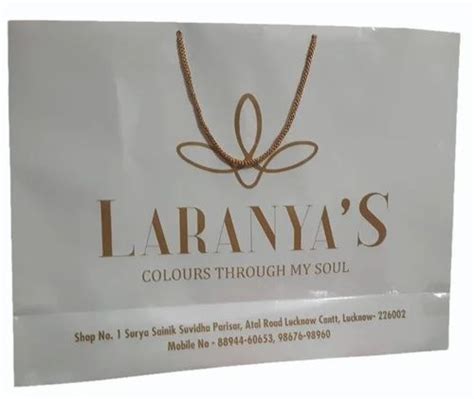 LARANYA'S
COLOURS THROUGH MY SOUL
Shop No. 1 Surya Sainik Suvidha Parisar, Atal Road Lucknow Cantt, Lucknow- 226002
Mobile No - 88944-60653, 98676-98960